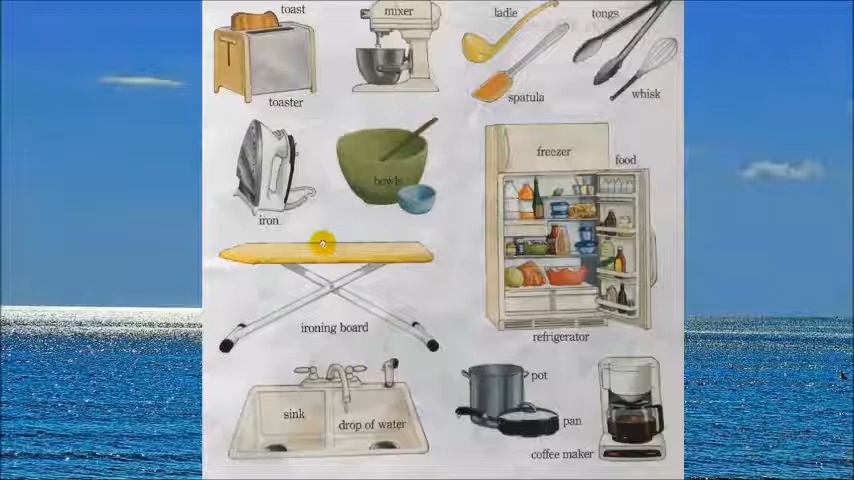 toast
mixer
ladle
tongs
toaster
spatula
whisk
iron
bowls
freezer
food
ironing board
refrigerator
sink
drop of water
pot
pan
coffee maker